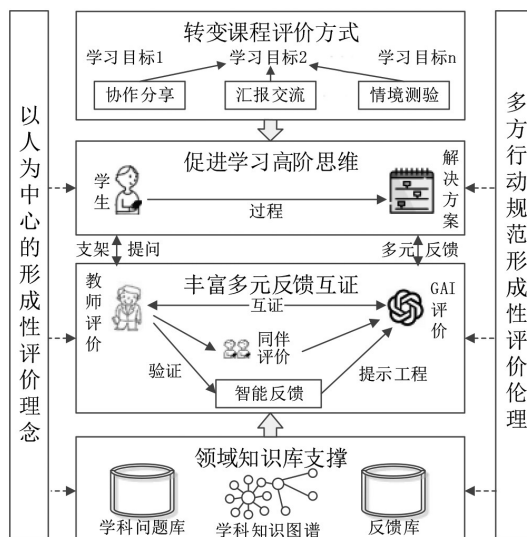 转变课程评价方式
学习目标1 学习目标2 学习目标n
协作分享 汇报交流 情境测验
以人为中心的形成性评价理念
多方行动规范形成性评价伦理
促进学习高阶思维
学生
过程
解决方案
支架 提问
多元 反馈
丰富多元反馈互证
教师评价
互证
GAI评价
同伴评价
验证
提示工程
智能反馈
领域知识库支撑
学科问题库 学科知识图谱 反馈库